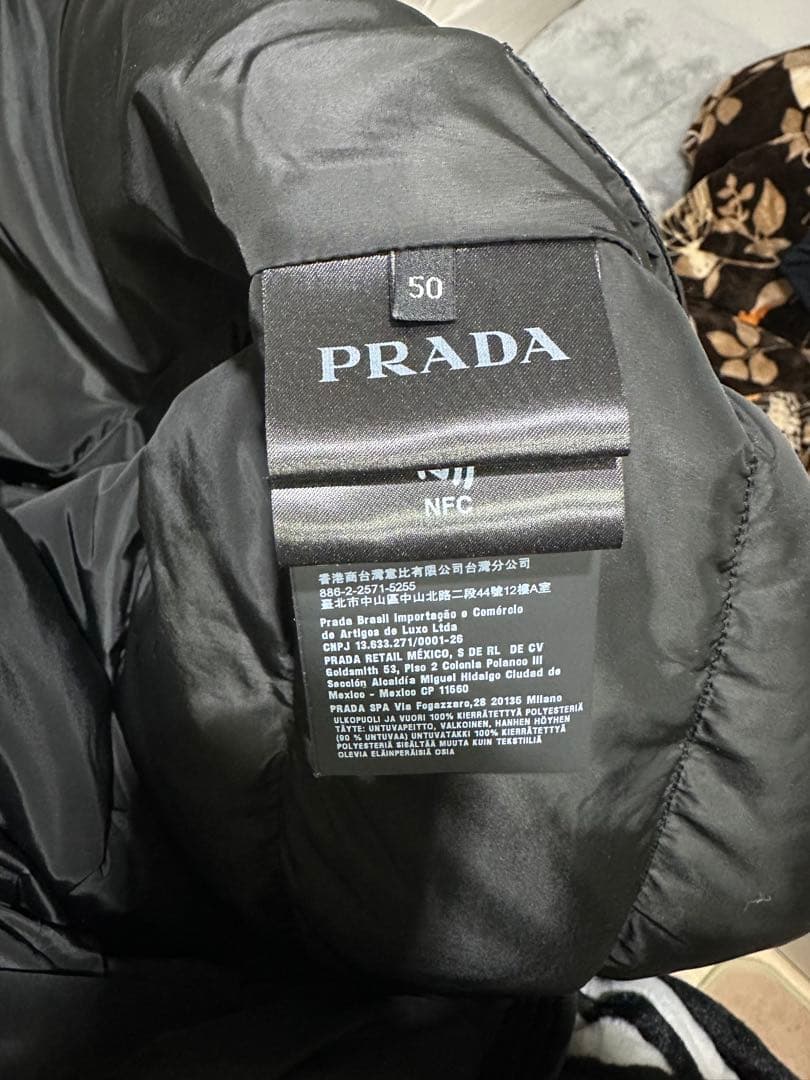 50
PRADA
NFC
香港商台灣意比有限公司台灣分公司
886-2-2571-5255
臺北市中山區中山北路二段44號12樓A室
Prada Brasil Importação e Comérolo
de Artigos de Luxo Ltda
CNPJ 13.633.271/0001-26
PRADA RETAIL MÉXICO, S DE RL DE CV
Goldsmith 53, Piso 2 Colonia Polanco III
Sección Alcaldía Miguel Hidalgo Ciudad de
Mexico - Mexico CP 11560
PRADA SPA Via Fogazzaro,28 20135 Milano
ULKOPUOLI JA VUORI 100% KIERRÄTETTYÄ POLYESTERIÄ
TÄYTE: UNTUVAPEITTO, VALKOINEN, HANHEN HÖYHEN
(90 % UNTUVAA) UNTUVATAKKI 100% KIERRÄTETTYÄ
POLYESTERIÄ SISÄLTÄÄ MUUTA KUIN TEKSTIILIÄ
OLEVIA ELÄINPERÄISIÄ OSIA